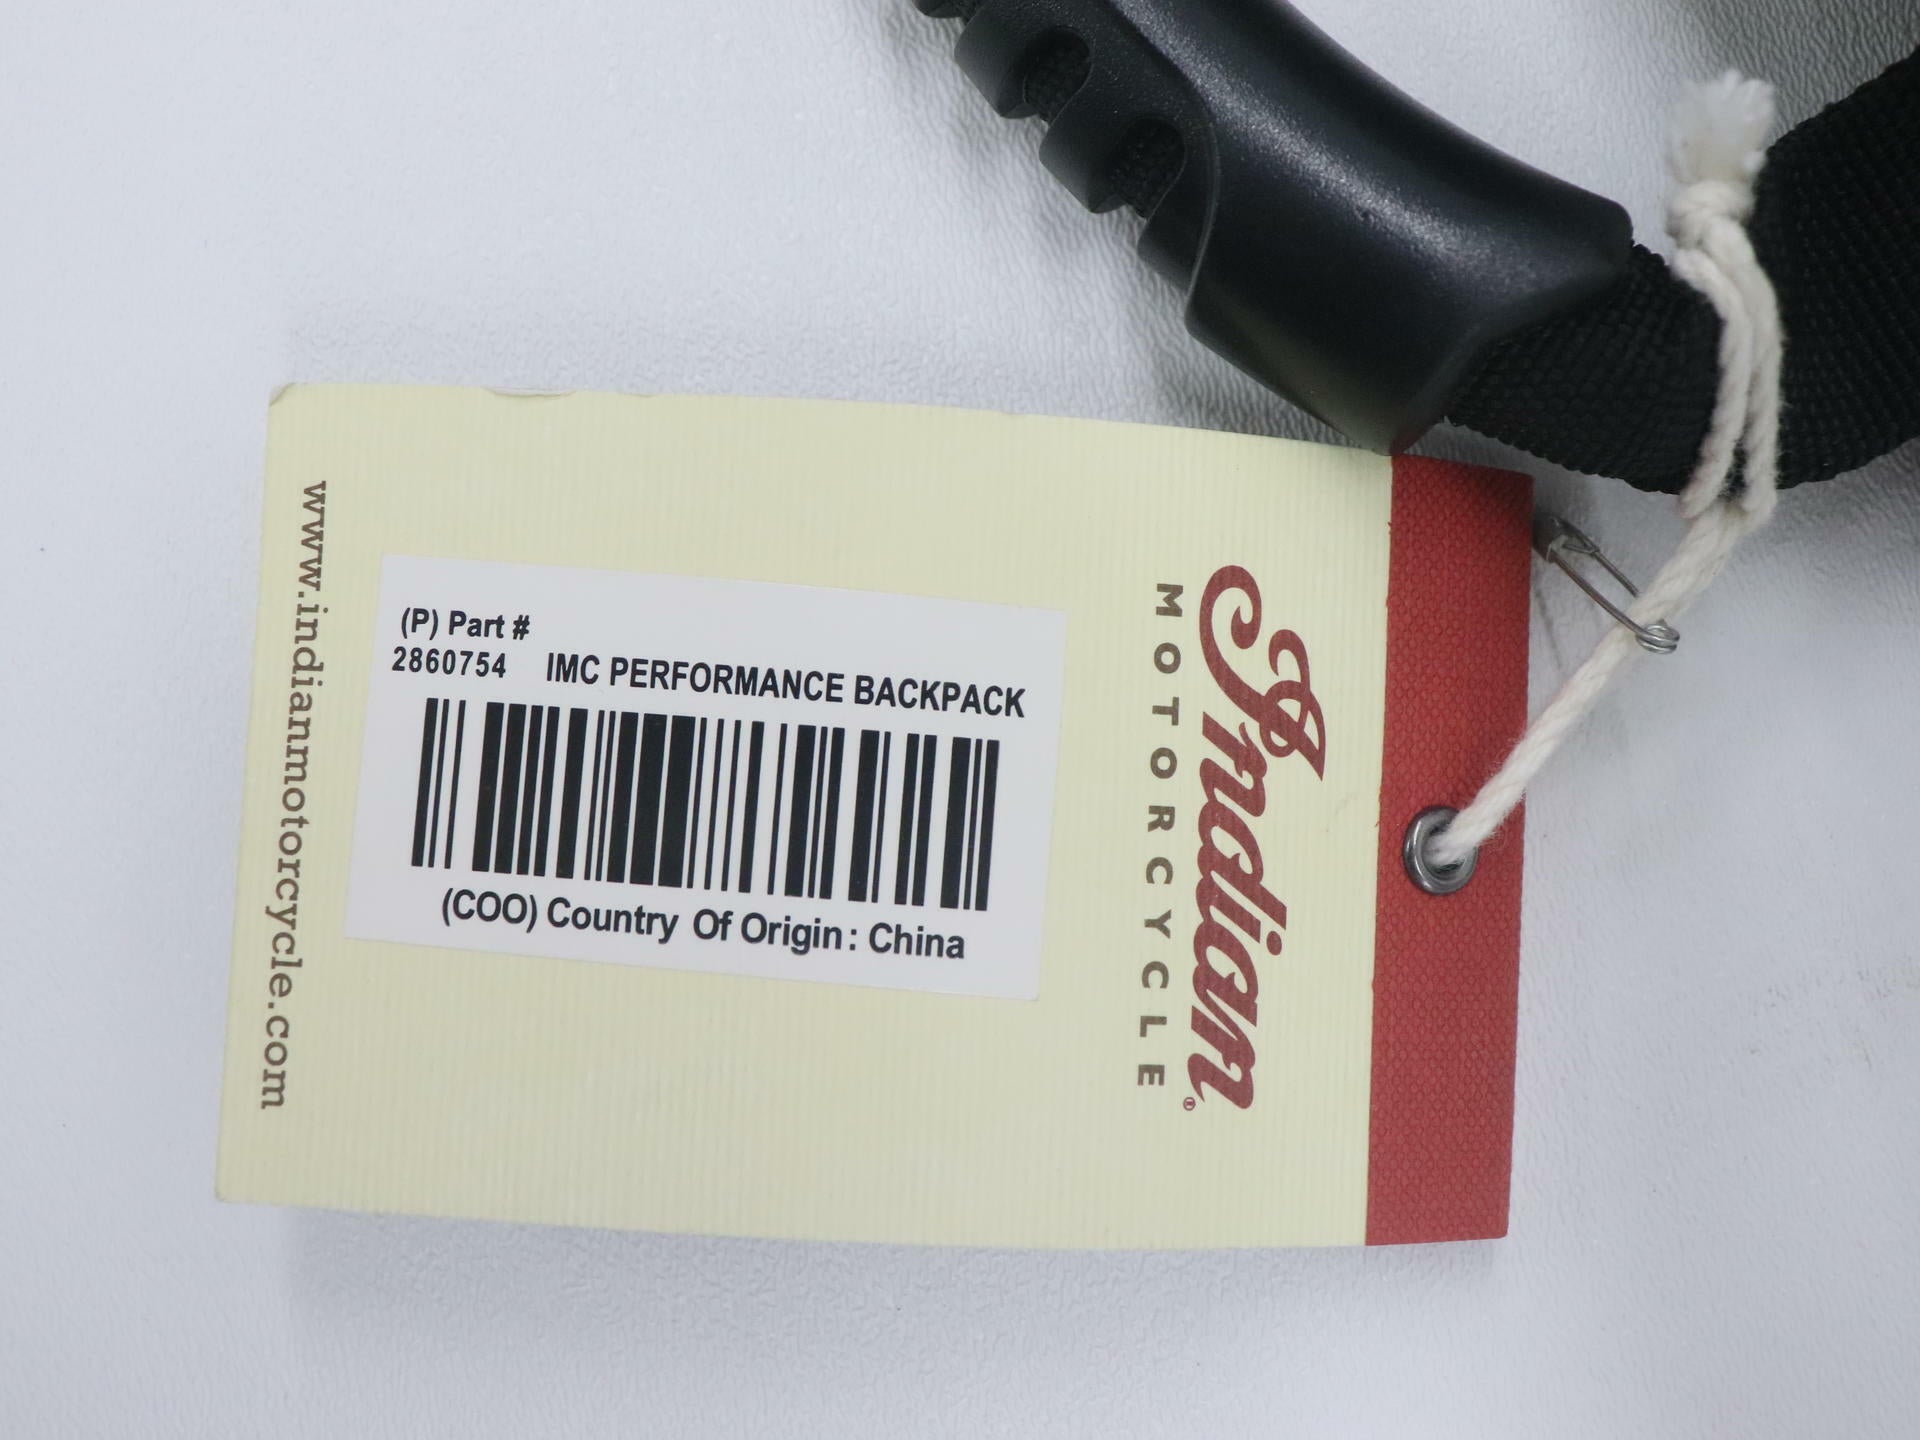 (P) Part #
2860754 IMC PERFORMANCE BACKPACK
(COO) Country Of Origin: China
Indian
MOTORCYCLE
®
www.indianmotorcycle.com